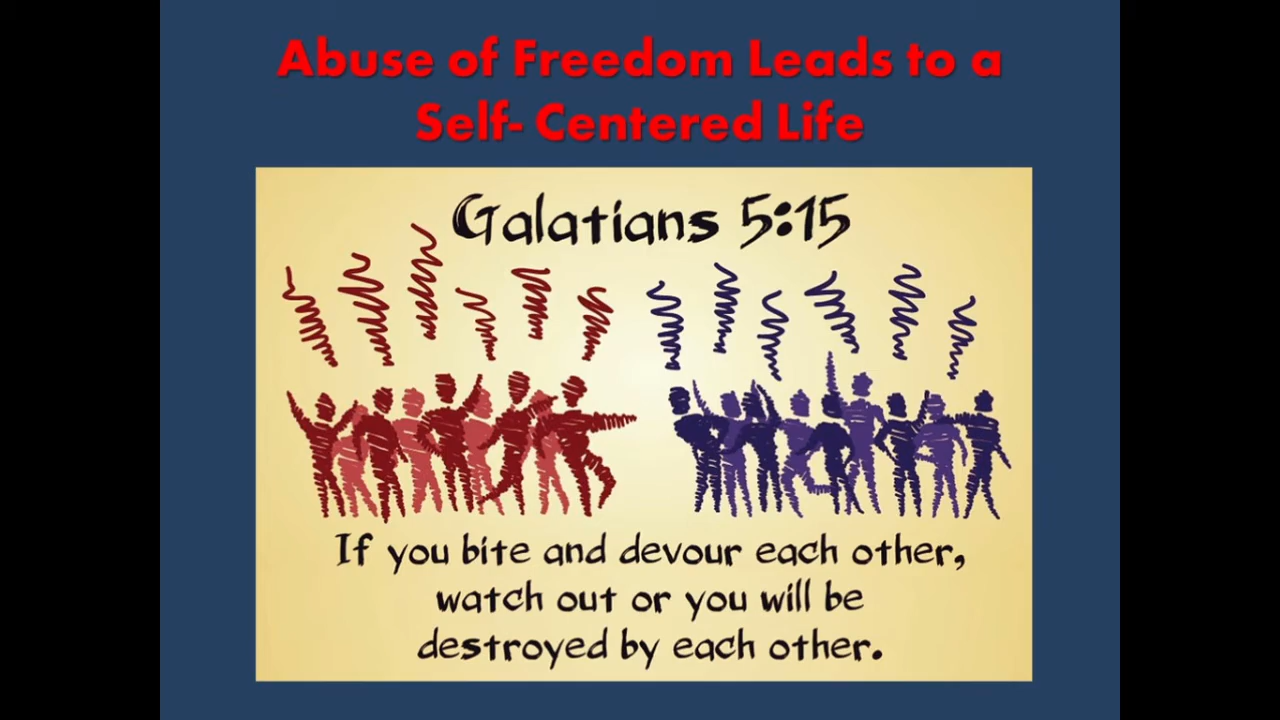 Abuse of Freedom Leads to a
Self- Centered Life
Galatians 5:15
If you bite and devour each other,
watch out or you will be
destroyed by each other.